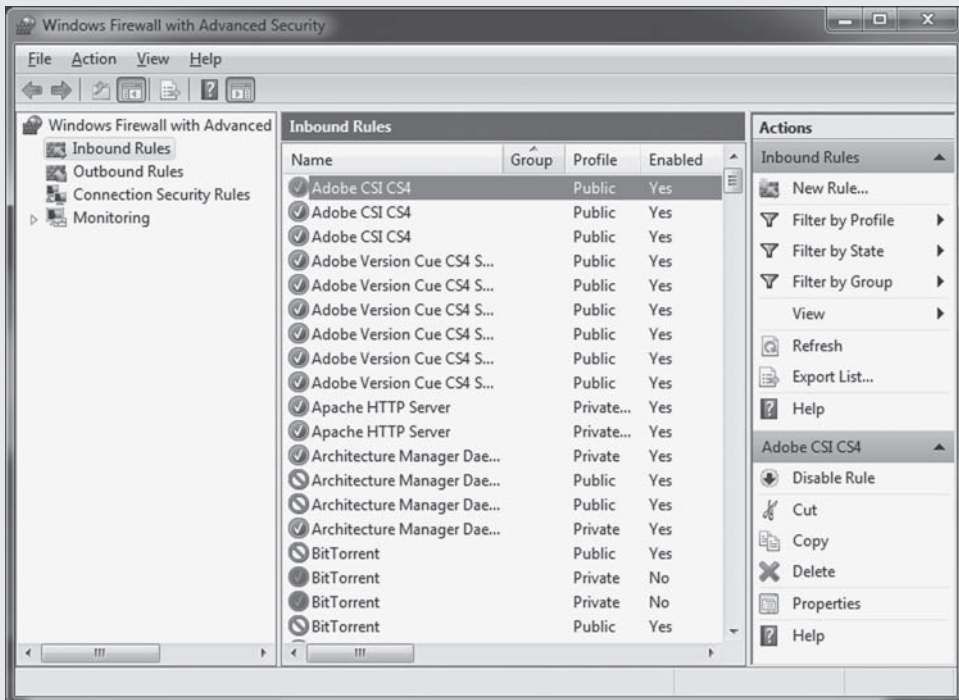 Windows Firewall with Advanced Security
File Action View Help
Windows Firewall with Advanced
Inbound Rules
Outbound Rules
Connection Security Rules
Monitoring
Inbound Rules
Name Group Profile Enabled
Adobe CSI CS4 Public Yes
Adobe CSI CS4 Public Yes
Adobe CSI CS4 Public Yes
Adobe Version Cue CS4 S... Public Yes
Adobe Version Cue CS4 S... Public Yes
Adobe Version Cue CS4 S... Public Yes
Adobe Version Cue CS4 S... Public Yes
Adobe Version Cue CS4 S... Public Yes
Adobe Version Cue CS4 S... Public Yes
Apache HTTP Server Private... Yes
Apache HTTP Server Private... Yes
Architecture Manager Dae... Private Yes
Architecture Manager Dae... Public Yes
Architecture Manager Dae... Public Yes
Architecture Manager Dae... Private Yes
BitTorrent Public Yes
BitTorrent Private No
BitTorrent Private No
BitTorrent Public Yes
Actions
Inbound Rules
New Rule...
Filter by Profile
Filter by State
Filter by Group
View
Refresh
Export List...
Help
Adobe CSI CS4
Disable Rule
Cut
Copy
Delete
Properties
Help